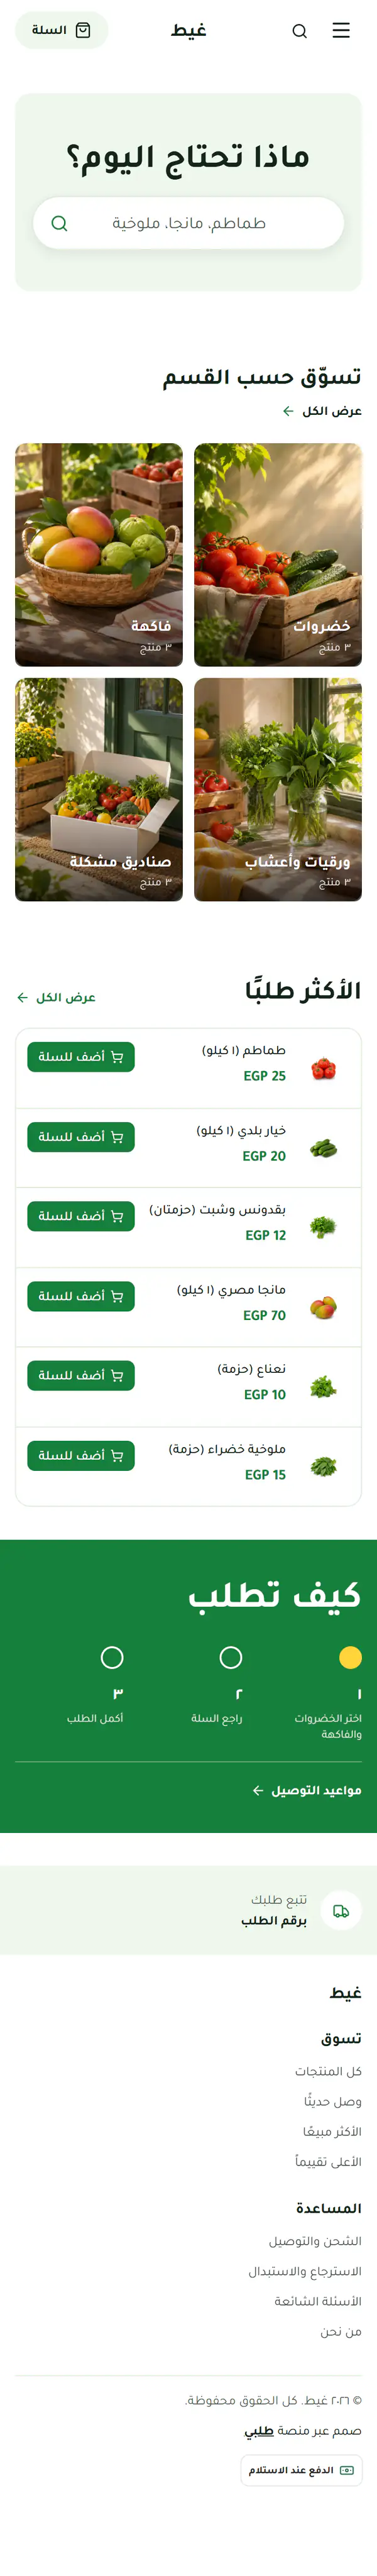 غيط
السلة
ماذا تحتاج اليوم؟
طماطم، مانجا، ملوخية
تسوّق حسب القسم
عرض الكل
خضروات
٣ منتج
فاكهة
٣ منتج
ورقيات وأعشاب
٣ منتج
صناديق مشكلة
٣ منتج
الأكثر طلبًا
عرض الكل
طماطم (١ كيلو)
EGP 25
أضف للسلة
خيار بلدي (١ كيلو)
EGP 20
أضف للسلة
بقدونس وشبت (حزمتان)
EGP 12
أضف للسلة
مانجا مصري (١ كيلو)
EGP 70
أضف للسلة
نعناع (حزمة)
EGP 10
أضف للسلة
ملوخية خضراء (حزمة)
EGP 15
أضف للسلة
كيف تطلب
١
اختر الخضروات
والفاكهة
٢
راجع السلة
٣
أكمل الطلب
مواعيد التوصيل
تتبع طلبك
برقم الطلب
غيط
تسوق
كل المنتجات
وصل حديثًا
الأكثر مبيعًا
الأعلى تقييماً
المساعدة
الشحن والتوصيل
الاسترجاع والاستبدال
الأسئلة الشائعة
من نحن
© ٢٠٢٦ غيط. كل الحقوق محفوظة.
صمم عبر منصة طلبي
الدفع عند الاستلام